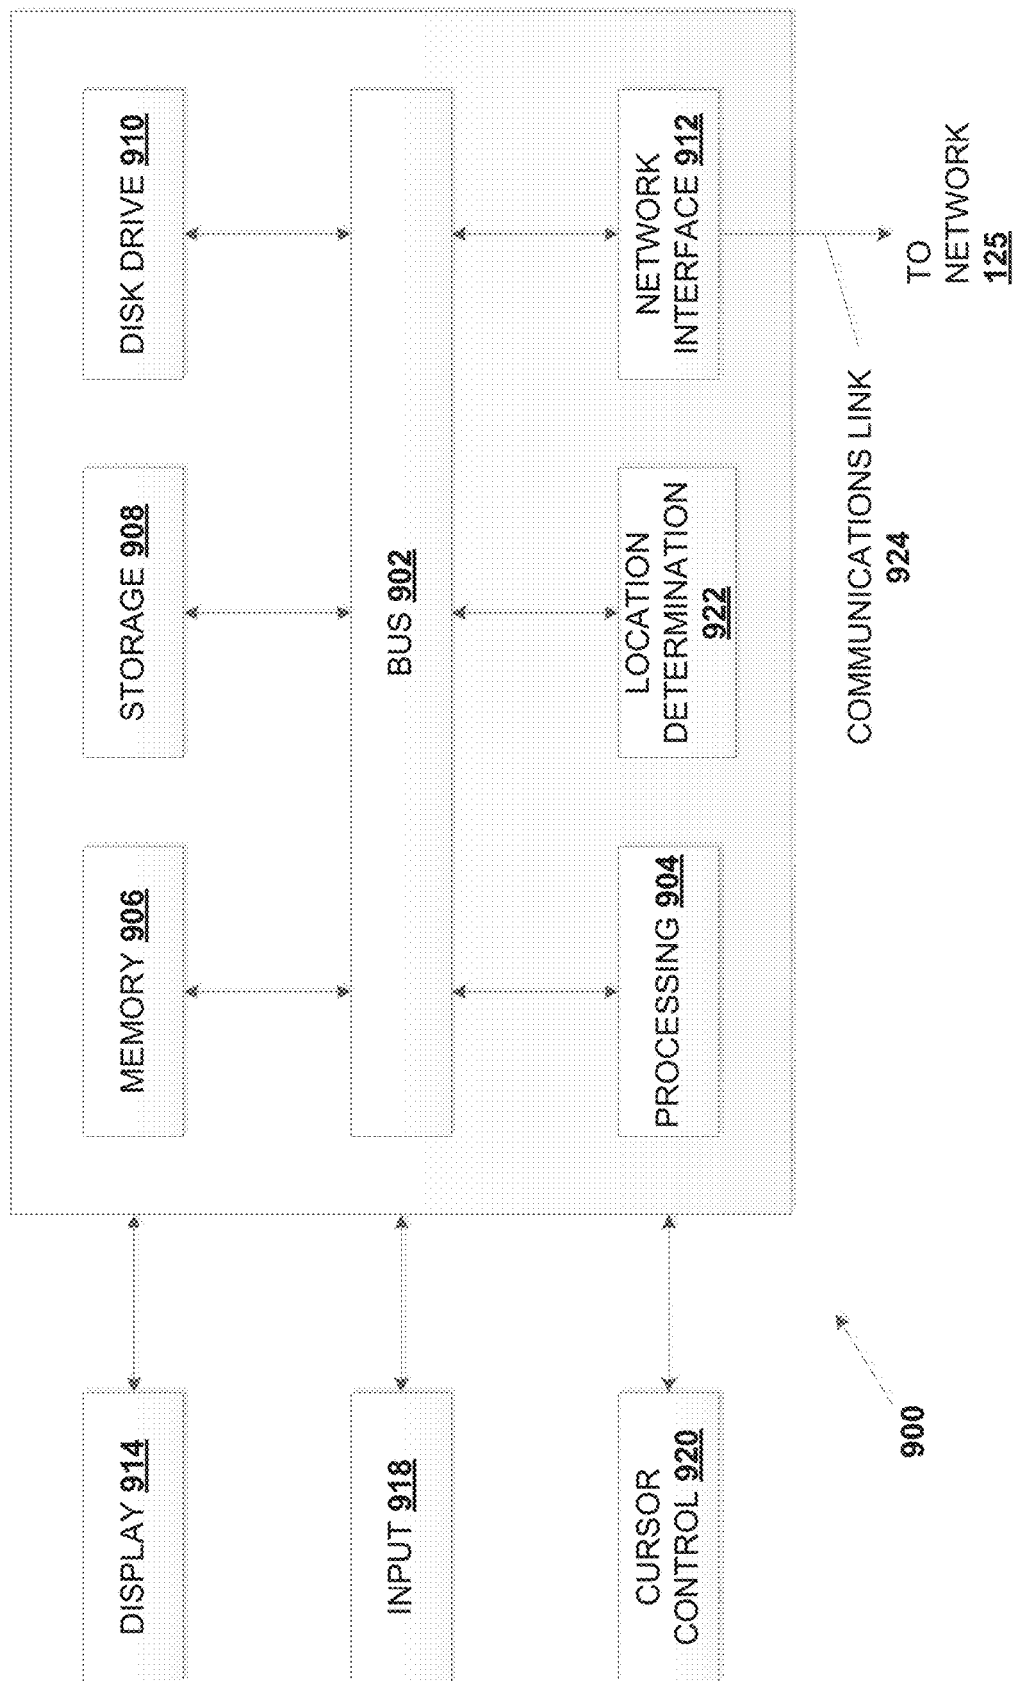 DISPLAY 914
MEMORY 906
STORAGE 908
DISK DRIVE 910
INPUT 918
BUS 902
CURSOR
CONTROL 920
PROCESSING 904
LOCATION
DETERMINATION
922
NETWORK
INTERFACE 912
900
COMMUNICATIONS LINK
924
TO
NETWORK
125